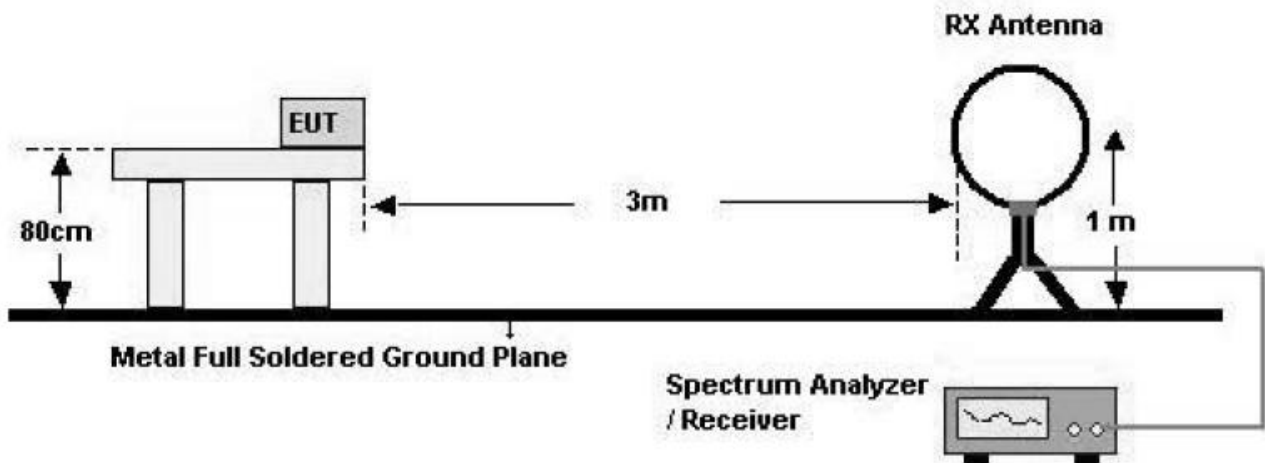 RX Antenna
EUT
80cm
3m
1 m
Metal Full Soldered Ground Plane
Spectrum Analyzer
/ Receiver